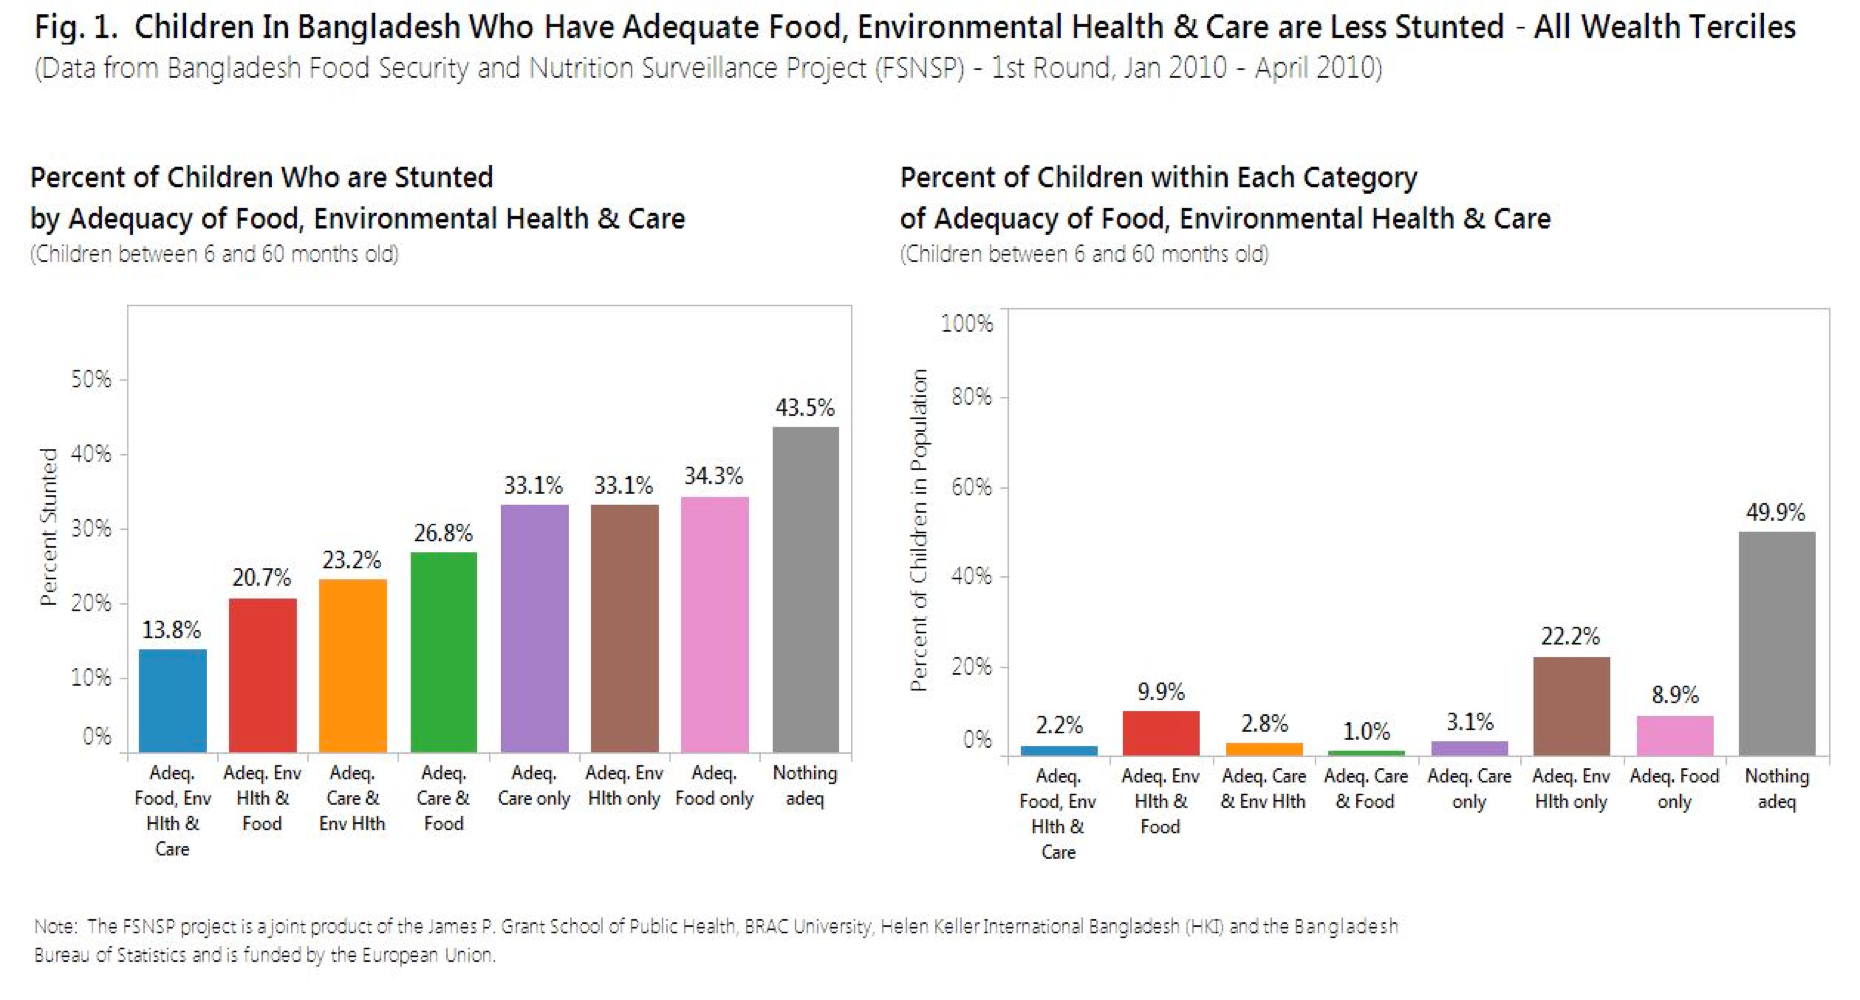 Fig. 1. Children In Bangladesh Who Have Adequate Food, Environmental Health & Care are Less Stunted - All Wealth Terciles
(Data from Bangladesh Food Security and Nutrition Surveillance Project (FSNSP) - 1st Round, Jan 2010 - April 2010)
Percent of Children Who are Stunted
by Adequacy of Food, Environmental Health & Care
(Children between 6 and 60 months old)
Percent Stunted
50%
40%
30%
20%
10%
0%
13.8%
20.7%
23.2%
26.8%
33.1%
33.1%
34.3%
43.5%
Adeq.
Food, Env
Hlth &
Care
Adeq. Env
Hlth &
Food
Adeq.
Care &
Env Hlth
Adeq.
Care &
Food
Adeq.
Care only
Adeq. Env
Hlth only
Adeq.
Food only
Nothing
adeq
Percent of Children within Each Category
of Adequacy of Food, Environmental Health & Care
(Children between 6 and 60 months old)
Percent of Children in Population
100%
80%
60%
40%
20%
0%
2.2%
9.9%
2.8%
1.0%
3.1%
22.2%
8.9%
49.9%
Adeq.
Food, Env
Hlth &
Care
Adeq. Env
Hlth &
Food
Adeq. Care
& Env Hlth
Adeq. Care
& Food
Adeq. Care
only
Adeq. Env
Hlth only
Adeq. Food
only
Nothing
adeq
Note: The FSNSP project is a joint product of the James P. Grant School of Public Health, BRAC University, Helen Keller International Bangladesh (HKI) and the Bangladesh
Bureau of Statistics and is funded by the European Union.